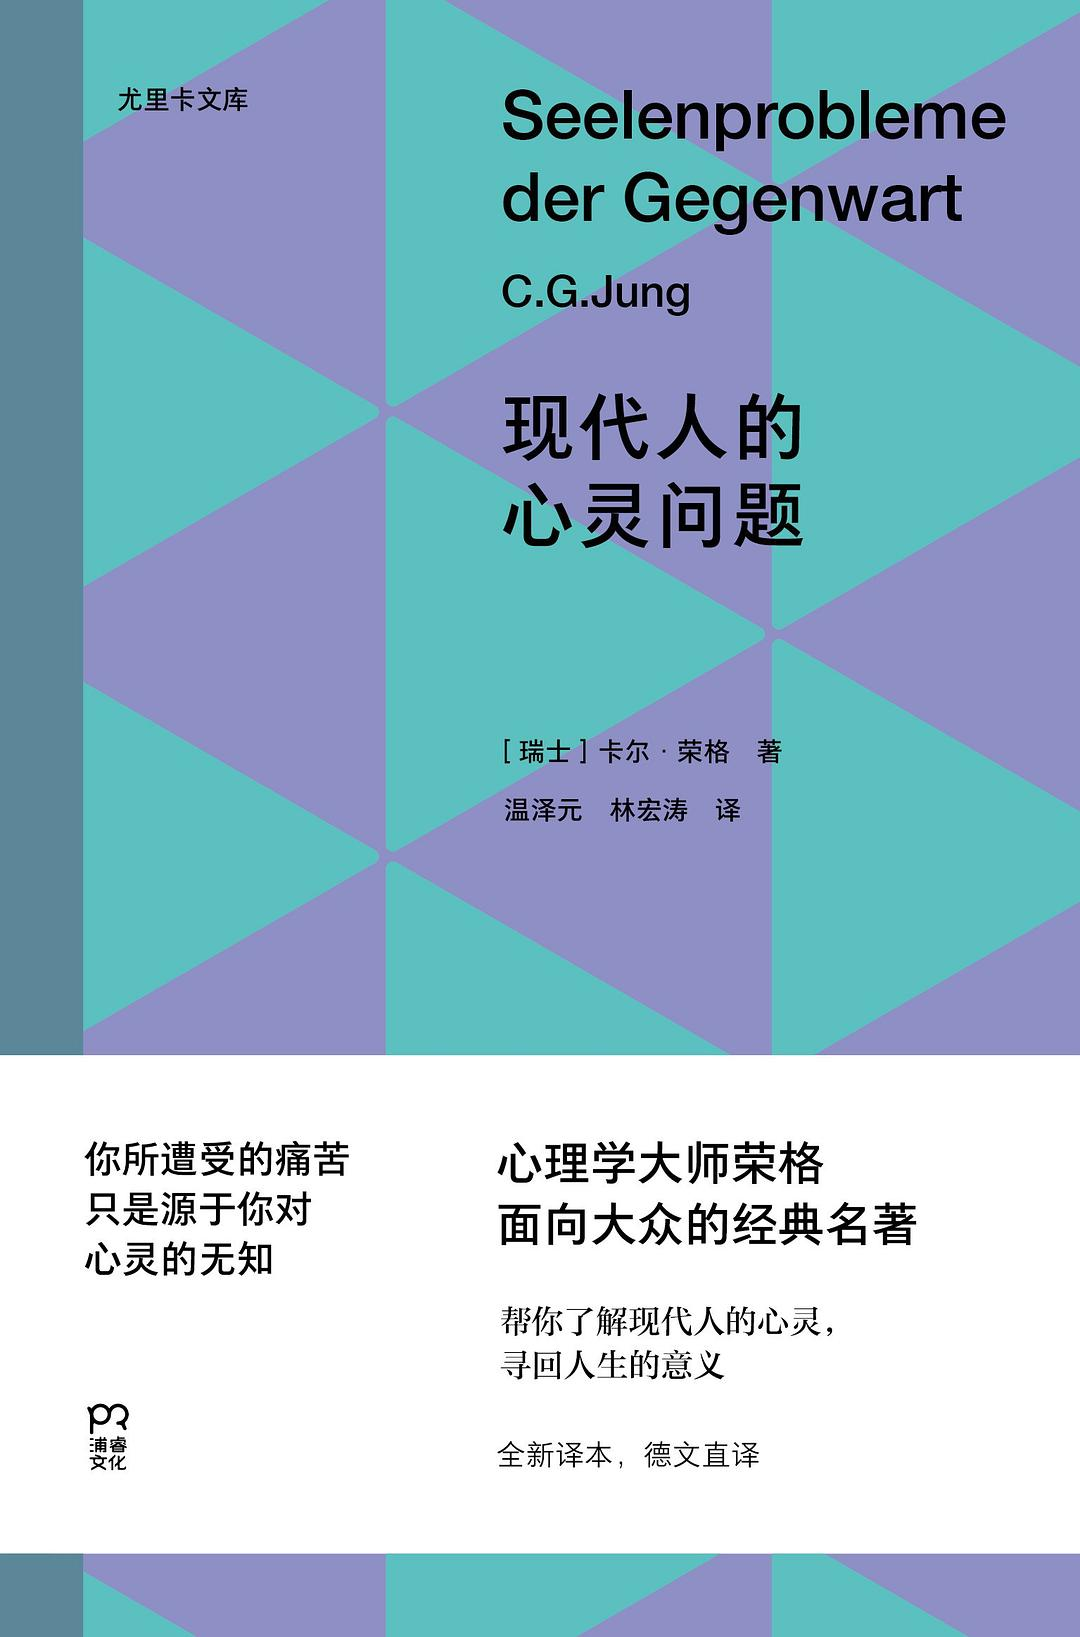 尤里卡文库
Seelenprobleme
der Gegenwart
C.G.Jung
现代人的
心灵问题
[ 瑞士 ] 卡尔 · 荣格　著
温泽元　林宏涛　译
你所遭受的痛苦
只是源于你对
心灵的无知
心理学大师荣格
面向大众的经典名著
帮你了解现代人的心灵，
寻回人生的意义
全新译本，德文直译
浦睿
文化